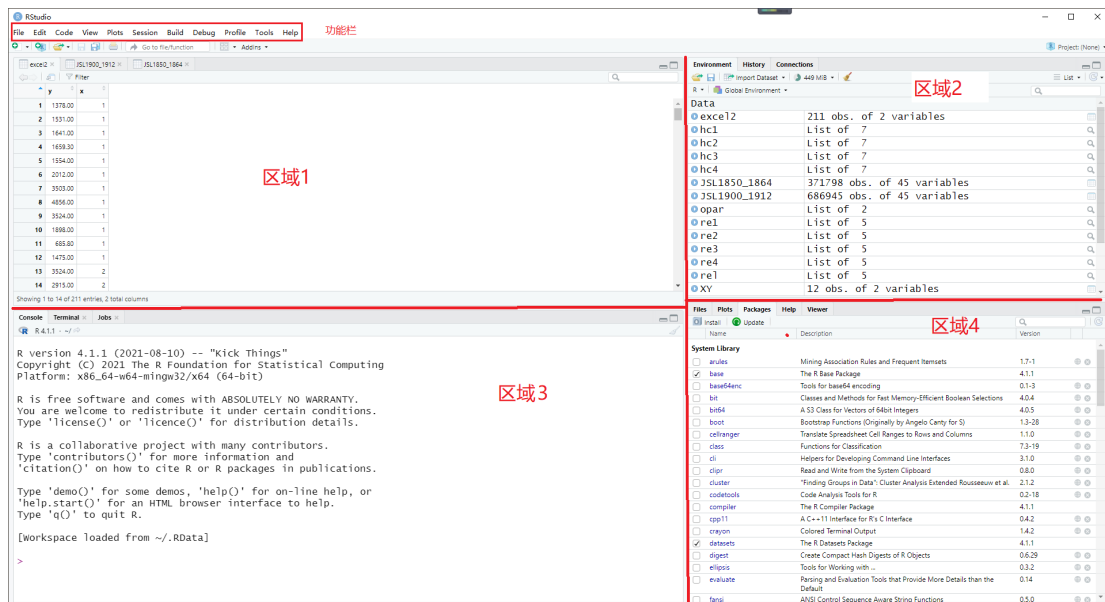 RStudio
File Edit Code View Plots Session Build Debug Profile Tools Help
功能栏
Go to file/function
Addins
Project: (None)
excel2
JSL1900_1912
JSL1850_1864
Filter
y x
1 1378.00 1
2 1531.00 1
3 1641.00 1
4 1659.30 1
5 1554.00 1
6 2012.00 1
7 3503.00 1
8 4856.00 1
9 3524.00 1
10 1898.00 1
11 685.80 1
12 1475.00 1
13 3524.00 2
14 2915.00 2
Showing 1 to 14 of 211 entries, 2 total columns
区域1
Environment History Connections
Import Dataset 449 MiB List
R Global Environment
区域2
Data
excel2 211 obs. of 2 variables
hc1 List of 7
hc2 List of 7
hc3 List of 7
hc4 List of 7
JSL1850_1864 371798 obs. of 45 variables
JSL1900_1912 686945 obs. of 45 variables
opar List of 2
re1 List of 5
re2 List of 5
re3 List of 5
re4 List of 5
rel List of 5
XY 12 obs. of 2 variables
Console Terminal Jobs
R 4.1.1 · ~/
R version 4.1.1 (2021-08-10) -- "Kick Things"
Copyright (C) 2021 The R Foundation for Statistical Computing
Platform: x86_64-w64-mingw32/x64 (64-bit)
R is free software and comes with ABSOLUTELY NO WARRANTY.
You are welcome to redistribute it under certain conditions.
Type 'license()' or 'licence()' for distribution details.
R is a collaborative project with many contributors.
Type 'contributors()' for more information and
'citation()' on how to cite R or R packages in publications.
Type 'demo()' for some demos, 'help()' for on-line help, or
'help.start()' for an HTML browser interface to help.
Type 'q()' to quit R.
[Workspace loaded from ~/.RData]
>
区域3
Files Plots Packages Help Viewer
Install Update
区域4
Name Description Version
System Library
arules Mining Association Rules and Frequent Itemsets 1.7-1
base The R Base Package 4.1.1
base64enc Tools for base64 encoding 0.1-3
bit Classes and Methods for Fast Memory-Efficient Boolean Selections 4.0.4
bit64 A S3 Class for Vectors of 64bit Integers 4.0.5
boot Bootstrap Functions (Originally by Angelo Canty for S) 1.3-28
cellranger Translate Spreadsheet Cell Ranges to Rows and Columns 1.1.0
class Functions for Classification 7.3-19
cli Helpers for Developing Command Line Interfaces 3.1.0
clipr Read and Write from the System Clipboard 0.8.0
cluster "Finding Groups in Data": Cluster Analysis Extended Rousseeuw et al. 2.1.2
codetools Code Analysis Tools for R 0.2-18
compiler The R Compiler Package 4.1.1
cpp11 A C++11 Interface for R's C Interface 0.4.2
crayon Colored Terminal Output 1.4.2
datasets The R Datasets Package 4.1.1
digest Create Compact Hash Digests of R Objects 0.6.29
ellipsis Tools for Working with ... 0.3.2
evaluate Parsing and Evaluation Tools that Provide More Details than the Default 0.14
fansi ANSI Control Sequence Aware String Functions 0.5.0